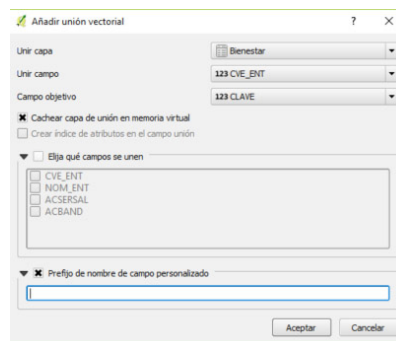 Añadir unión vectorial ? ×
Unir capa Bienestar
Unir campo 123 CVE_ENT
Campo objetivo 123 CLAVE
Cachear capa de unión en memoria virtual
Crear índice de atributos en el campo unión
Elija qué campos se unen
CVE_ENT
NOM_ENT
ACSERSAL
ACBAND
Prefijo de nombre de campo personalizado
Aceptar Cancelar